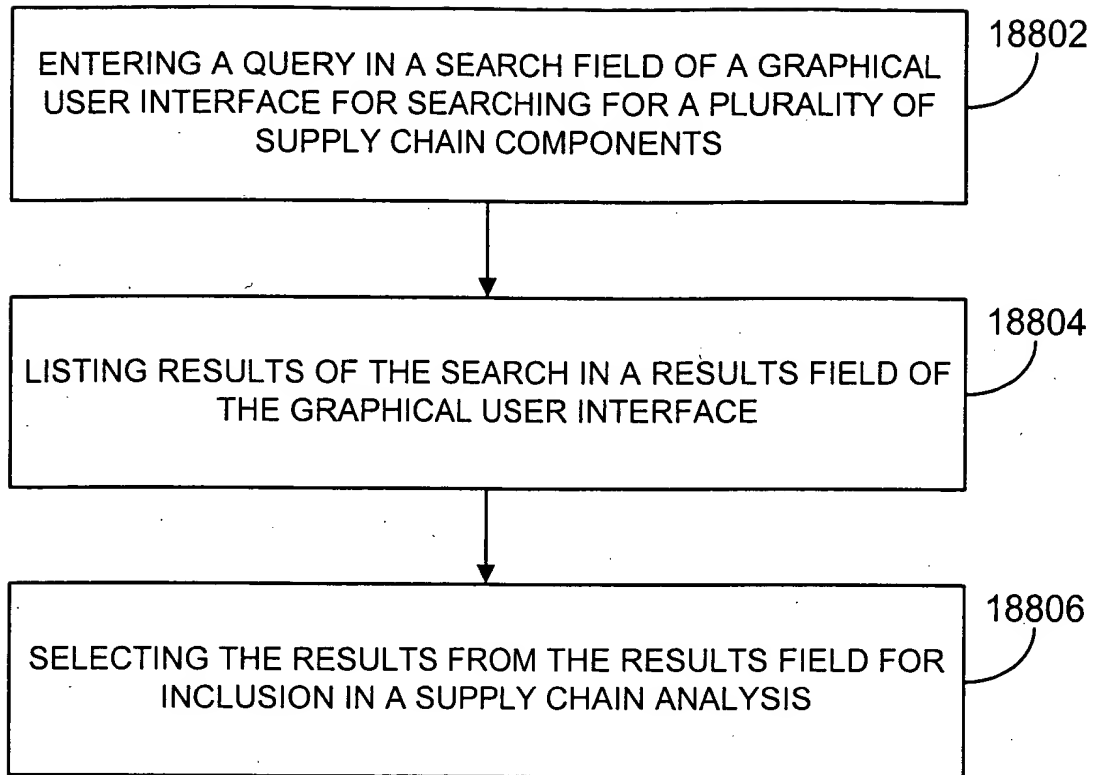 18802
ENTERING A QUERY IN A SEARCH FIELD OF A GRAPHICAL
USER INTERFACE FOR SEARCHING FOR A PLURALITY OF
SUPPLY CHAIN COMPONENTS
18804
LISTING RESULTS OF THE SEARCH IN A RESULTS FIELD OF
THE GRAPHICAL USER INTERFACE
18806
SELECTING THE RESULTS FROM THE RESULTS FIELD FOR
INCLUSION IN A SUPPLY CHAIN ANALYSIS